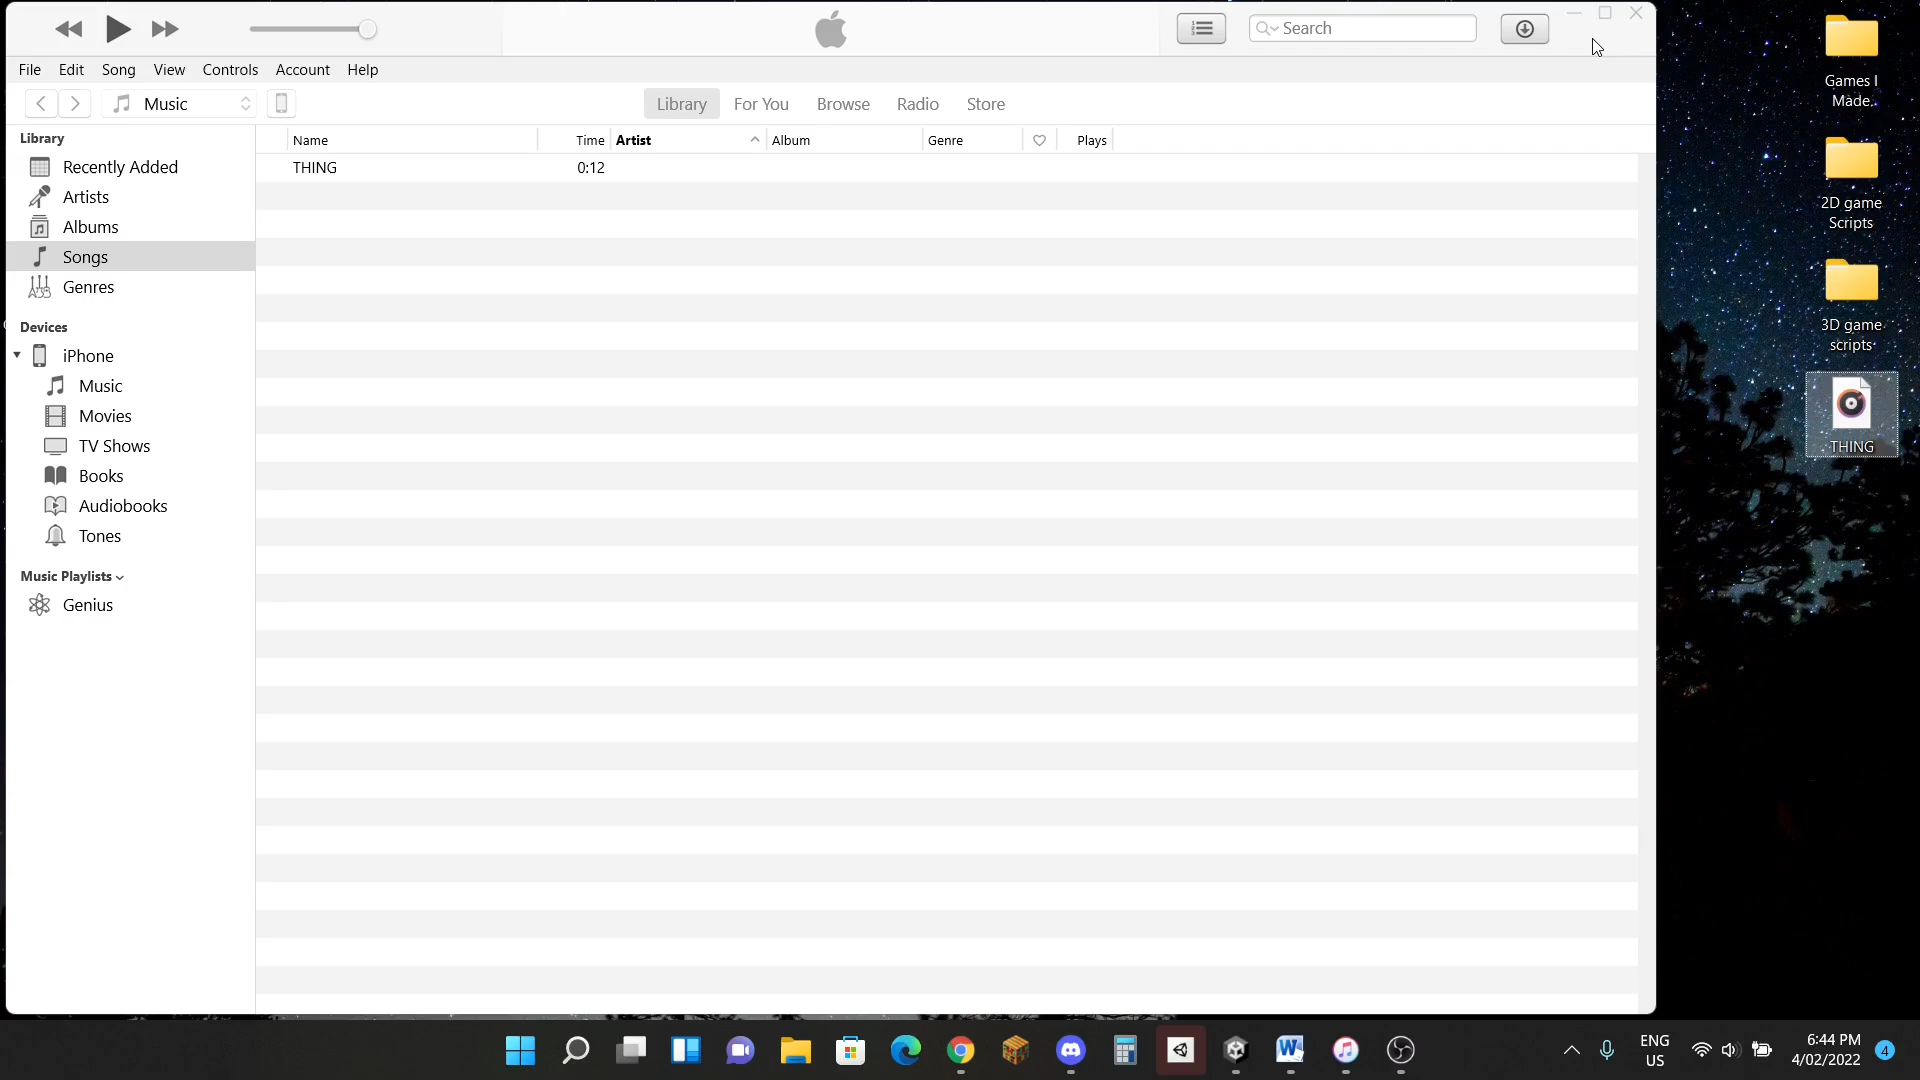 Search
File Edit Song View Controls Account Help
Music
Library For You Browse Radio Store
Library
Recently Added
Artists
Albums
Songs
Genres
Devices
iPhone
Music
Movies
TV Shows
Books
Audiobooks
Tones
Music Playlists
Genius
Name Time Artist Album Genre Plays
THING 0:12
Games I
Made..
2D game
Scripts
3D game
scripts
THING
ENG
US
6:44 PM
4/02/2022
4